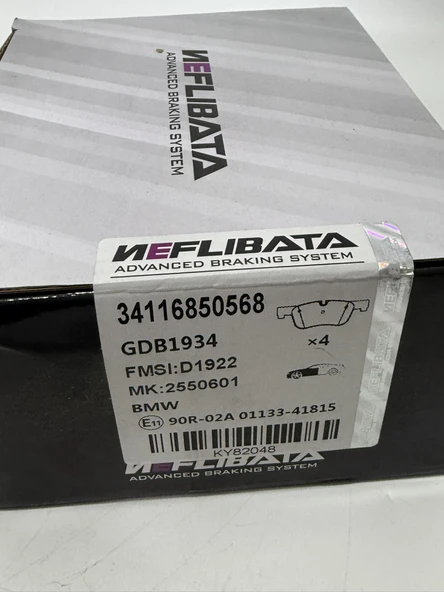 NEFLIBATA
ADVANCED BRAKING SYSTEM
NEFLIBATA
ADVANCED BRAKING SYSTEM
34116850568
GDB1934
×4
FMSI:D1922
MK:2550601
BMW
E11 90R-02A 01133-41815
KY82048
NEFLIBATA
ADVANCED BRAKING SYSTEM